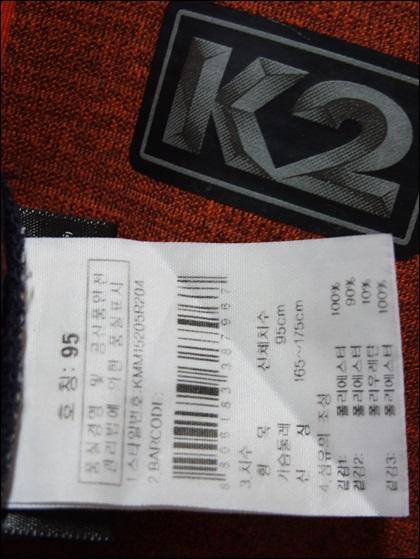 K2
호 칭: 95
품질경영 및 공산품안전
관리법에 의한 품질표시
1.스타일번호:KMM15205R204
2.BARCODE:
8806183387967
3.치수
항 목 신체치수
가슴둘레 95cm
신 장 165~175cm
4.섬유의 조성
겉감1: 폴리에스터 100%
겉감2: 폴리에스터 90%
폴리우레탄 10%
겉감3: 폴리에스터 100%